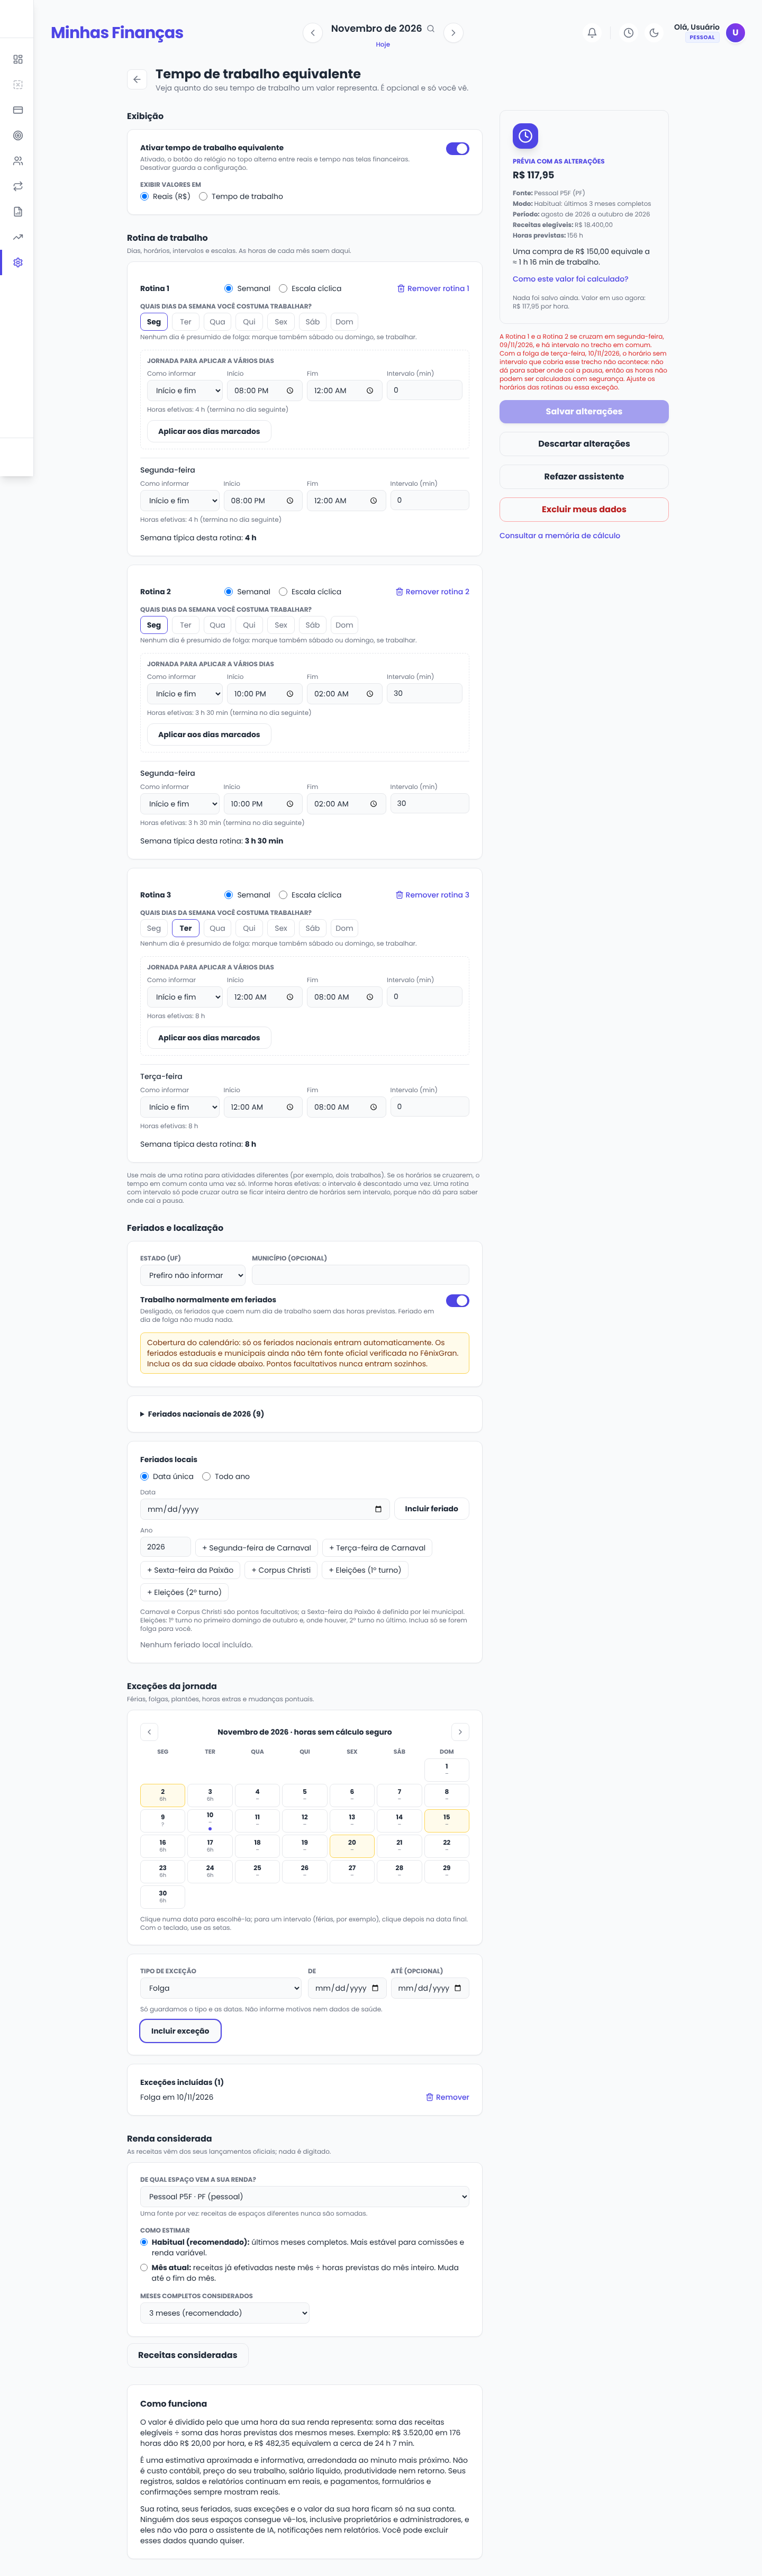 Minhas Finanças
Novembro de 2026
Hoje
Olá, Usuário
PESSOAL
U
Tempo de trabalho equivalente
Veja quanto do seu tempo de trabalho um valor representa. É opcional e só você vê.
Exibição
Ativar tempo de trabalho equivalente
Ativado, o botão do relógio no topo alterna entre reais e tempo nas telas financeiras.
Desativar guarda a configuração.
EXIBIR VALORES EM
Reais (R$) Tempo de trabalho
Rotina de trabalho
Dias, horários, intervalos e escalas. As horas de cada mês saem daqui.
Rotina 1 Semanal Escala cíclica Remover rotina 1
QUAIS DIAS DA SEMANA VOCÊ COSTUMA TRABALHAR?
Seg Ter Qua Qui Sex Sáb Dom
Nenhum dia é presumido de folga: marque também sábado ou domingo, se trabalhar.
JORNADA PARA APLICAR A VÁRIOS DIAS
Como informar Início Fim Intervalo (min)
Início e fim 08:00 PM 12:00 AM 0
Horas efetivas: 4 h (termina no dia seguinte)
Aplicar aos dias marcados
Segunda-feira
Como informar Início Fim Intervalo (min)
Início e fim 08:00 PM 12:00 AM 0
Horas efetivas: 4 h (termina no dia seguinte)
Semana típica desta rotina: 4 h
Rotina 2 Semanal Escala cíclica Remover rotina 2
QUAIS DIAS DA SEMANA VOCÊ COSTUMA TRABALHAR?
Seg Ter Qua Qui Sex Sáb Dom
Nenhum dia é presumido de folga: marque também sábado ou domingo, se trabalhar.
JORNADA PARA APLICAR A VÁRIOS DIAS
Como informar Início Fim Intervalo (min)
Início e fim 10:00 PM 02:00 AM 30
Horas efetivas: 3 h 30 min (termina no dia seguinte)
Aplicar aos dias marcados
Segunda-feira
Como informar Início Fim Intervalo (min)
Início e fim 10:00 PM 02:00 AM 30
Horas efetivas: 3 h 30 min (termina no dia seguinte)
Semana típica desta rotina: 3 h 30 min
Rotina 3 Semanal Escala cíclica Remover rotina 3
QUAIS DIAS DA SEMANA VOCÊ COSTUMA TRABALHAR?
Seg Ter Qua Qui Sex Sáb Dom
Nenhum dia é presumido de folga: marque também sábado ou domingo, se trabalhar.
JORNADA PARA APLICAR A VÁRIOS DIAS
Como informar Início Fim Intervalo (min)
Início e fim 12:00 AM 08:00 AM 0
Horas efetivas: 8 h
Aplicar aos dias marcados
Terça-feira
Como informar Início Fim Intervalo (min)
Início e fim 12:00 AM 08:00 AM 0
Horas efetivas: 8 h
Semana típica desta rotina: 8 h
Use mais de uma rotina para atividades diferentes (por exemplo, dois trabalhos). Se os horários se cruzarem, o
tempo em comum conta uma vez só. Informe horas efetivas: o intervalo é descontado uma vez. Uma rotina
com intervalo só pode cruzar outra se ficar inteira dentro de horários sem intervalo, porque não dá para saber
onde cai a pausa.
Feriados e localização
ESTADO (UF) MUNICÍPIO (OPCIONAL)
Prefiro não informar
Trabalho normalmente em feriados
Desligado, os feriados que caem num dia de trabalho saem das horas previstas. Feriado em
dia de folga não muda nada.
Cobertura do calendário: só os feriados nacionais entram automaticamente. Os
feriados estaduais e municipais ainda não têm fonte oficial verificada no FênixGran.
Inclua os da sua cidade abaixo. Pontos facultativos nunca entram sozinhos.
Feriados nacionais de 2026 (9)
Feriados locais
Data única Todo ano
Data
mm/dd/yyyy Incluir feriado
Ano
2026 + Segunda-feira de Carnaval + Terça-feira de Carnaval
+ Sexta-feira da Paixão + Corpus Christi + Eleições (1º turno)
+ Eleições (2º turno)
Carnaval e Corpus Christi são pontos facultativos; a Sexta-feira da Paixão é definida por lei municipal.
Eleições: 1º turno no primeiro domingo de outubro e, onde houver, 2º turno no último. Inclua só se forem
folga para você.
Nenhum feriado local incluído.
Exceções da jornada
Férias, folgas, plantões, horas extras e mudanças pontuais.
Novembro de 2026 · horas sem cálculo seguro
SEG TER QUA QUI SEX SÁB DOM
1
–
2 3 4 5 6 7 8
6h 6h – – – – –
9 10 11 12 13 14 15
? – – – – – –
16 17 18 19 20 21 22
6h 6h – – – – –
23 24 25 26 27 28 29
6h 6h – – – – –
30
6h
Clique numa data para escolhê-la; para um intervalo (férias, por exemplo), clique depois na data final.
Com o teclado, use as setas.
TIPO DE EXCEÇÃO DE ATÉ (OPCIONAL)
Folga mm/dd/yyyy mm/dd/yyyy
Só guardamos o tipo e as datas. Não informe motivos nem dados de saúde.
Incluir exceção
Exceções incluídas (1)
Folga em 10/11/2026 Remover
Renda considerada
As receitas vêm dos seus lançamentos oficiais; nada é digitado.
DE QUAL ESPAÇO VEM A SUA RENDA?
Pessoal P5F · PF (pessoal)
Uma fonte por vez: receitas de espaços diferentes nunca são somadas.
COMO ESTIMAR
Habitual (recomendado): últimos meses completos. Mais estável para comissões e
renda variável.
Mês atual: receitas já efetivadas neste mês ÷ horas previstas do mês inteiro. Muda
até o fim do mês.
MESES COMPLETOS CONSIDERADOS
3 meses (recomendado)
Receitas consideradas
Como funciona
O valor é dividido pelo que uma hora da sua renda representa: soma das receitas
elegíveis ÷ soma das horas previstas dos mesmos meses. Exemplo: R$ 3.520,00 em 176
horas dão R$ 20,00 por hora, e R$ 482,35 equivalem a cerca de 24 h 7 min.
É uma estimativa aproximada e informativa, arredondada ao minuto mais próximo. Não
é custo contábil, preço do seu trabalho, salário líquido, produtividade nem retorno. Seus
registros, saldos e relatórios continuam em reais, e pagamentos, formulários e
confirmações sempre mostram reais.
Sua rotina, seus feriados, suas exceções e o valor da sua hora ficam só na sua conta.
Ninguém dos seus espaços consegue vê-los, inclusive proprietários e administradores, e
eles não vão para o assistente de IA, notificações nem relatórios. Você pode excluir
esses dados quando quiser.
PRÉVIA COM AS ALTERAÇÕES
R$ 117,95
Fonte: Pessoal P5F (PF)
Modo: Habitual: últimos 3 meses completos
Período: agosto de 2026 a outubro de 2026
Receitas elegíveis: R$ 18.400,00
Horas previstas: 156 h
Uma compra de R$ 150,00 equivale a
≈ 1 h 16 min de trabalho.
Como este valor foi calculado?
Nada foi salvo ainda. Valor em uso agora:
R$ 117,95 por hora.
A Rotina 1 e a Rotina 2 se cruzam em segunda-feira,
09/11/2026, e há intervalo no trecho em comum.
Com a folga de terça-feira, 10/11/2026, o horário sem
intervalo que cobria esse trecho não acontece: não
dá para saber onde cai a pausa, então as horas não
podem ser calculadas com segurança. Ajuste os
horários das rotinas ou essa exceção.
Salvar alterações
Descartar alterações
Refazer assistente
Excluir meus dados
Consultar a memória de cálculo